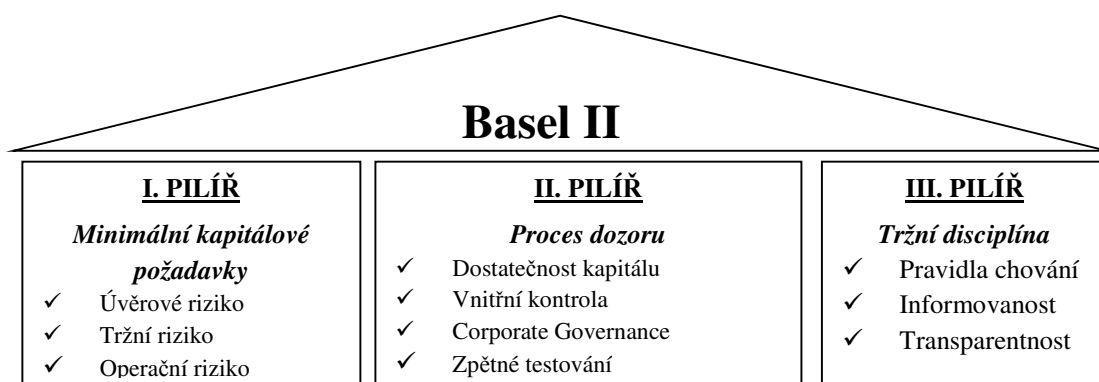 Basel II
I. PILÍŘ
Minimální kapitálové
požadavky
✓ Úvěrové riziko
✓ Tržní riziko
✓ Operační riziko
II. PILÍŘ
Proces dozoru
✓ Dostatečnost kapitálu
✓ Vnitřní kontrola
✓ Corporate Governance
✓ Zpětné testování
III. PILÍŘ
Tržní disciplína
✓ Pravidla chování
✓ Informovanost
✓ Transparentnost